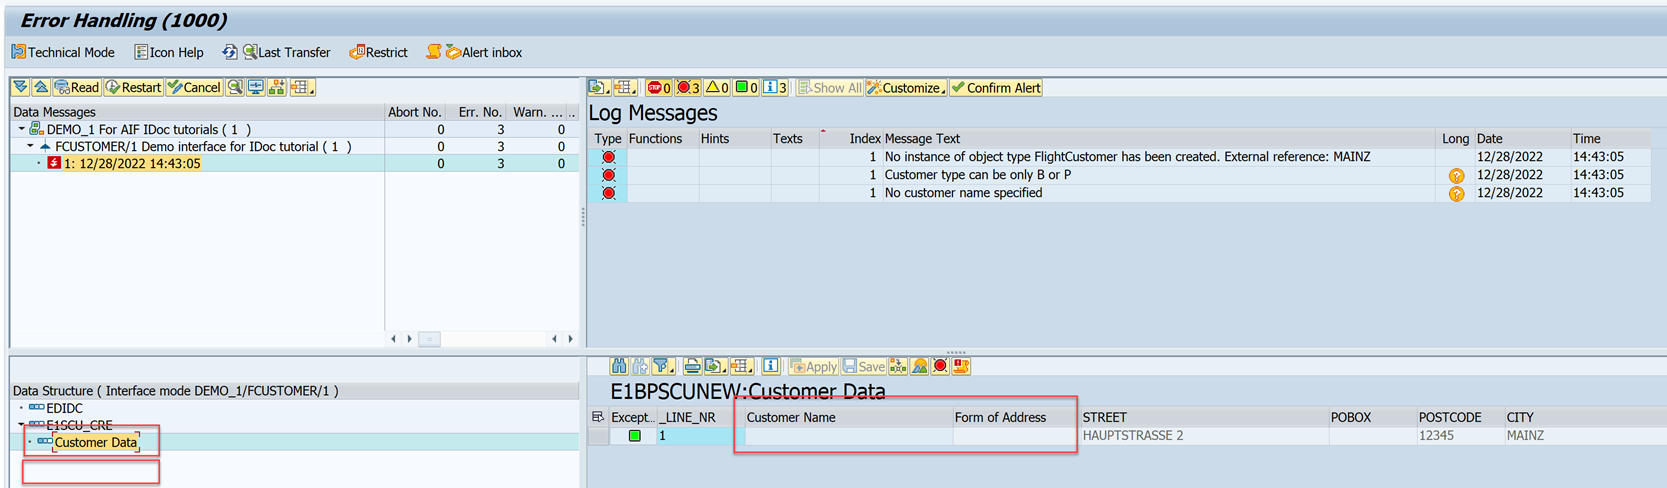 Error Handling (1000)
Technical Mode Icon Help Last Transfer Restrict Alert inbox
Read Restart Cancel
Data Messages Abort No. Err. No. Warn. ... ..
DEMO_1 For AIF IDoc tutorials ( 1 ) 0 3 0
FCUSTOMER/1 Demo interface for IDoc tutorial ( 1 ) 0 3 0
1: 12/28/2022 14:43:05 0 3 0
STOP 0 3 0 0 3 Show All Customize Confirm Alert
Log Messages
Type Functions Hints Texts Index Message Text Long Date Time
1 No instance of object type FlightCustomer has been created. External reference: MAINZ 12/28/2022 14:43:05
1 Customer type can be only B or P 12/28/2022 14:43:05
1 No customer name specified 12/28/2022 14:43:05
Data Structure ( Interface mode DEMO_1/FCUSTOMER/1 )
EDIDC
E1SCU_CRE
Customer Data
Apply Save
E1BPSCUNEW:Customer Data
Except.. _LINE_NR Customer Name Form of Address STREET POBOX POSTCODE CITY
1 HAUPTSTRASSE 2 12345 MAINZ